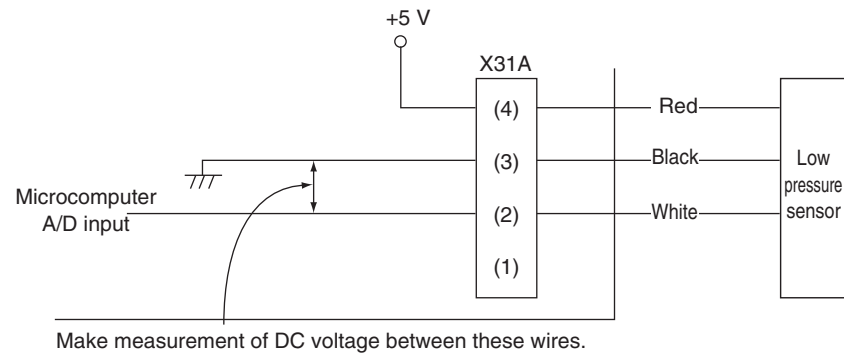 +5 V
X31A
(4)
Red
(3)
Black
Low
pressure
sensor
Microcomputer
A/D input
(2)
White
(1)
Make measurement of DC voltage between these wires.